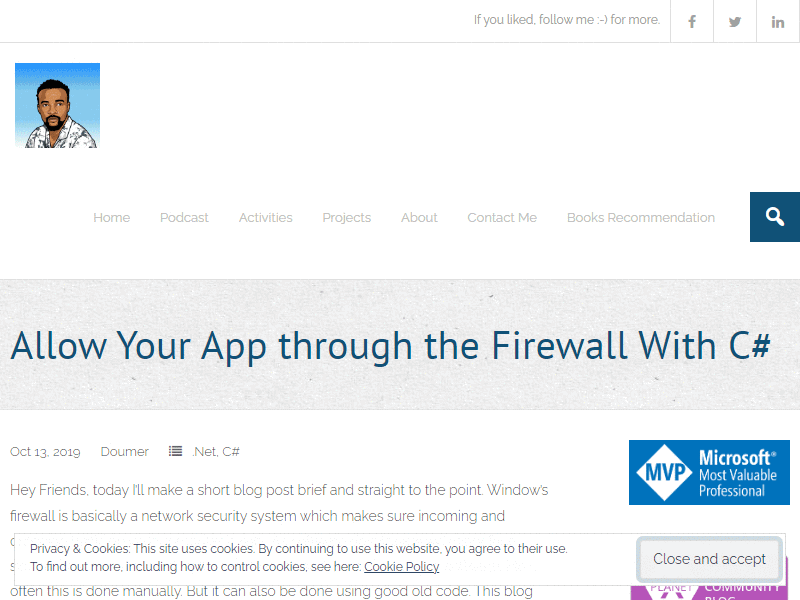 If you liked, follow me :-) for more.
Home Podcast Activities Projects About Contact Me Books Recommendation
Allow Your App through the Firewall With C#
Oct 13, 2019 Doumer .Net, C#
Microsoft®
MVP Most Valuable
Professional
Hey Friends, today I'll make a short blog post brief and straight to the point. Window's
firewall is basically a network security system which makes sure incoming and
Privacy & Cookies: This site uses cookies. By continuing to use this website, you agree to their use.
To find out more, including how to control cookies, see here: Cookie Policy
Close and accept
PLANET COMMUNITY
BLOG
often this is done manually. But it can also be done using good old code. This blog